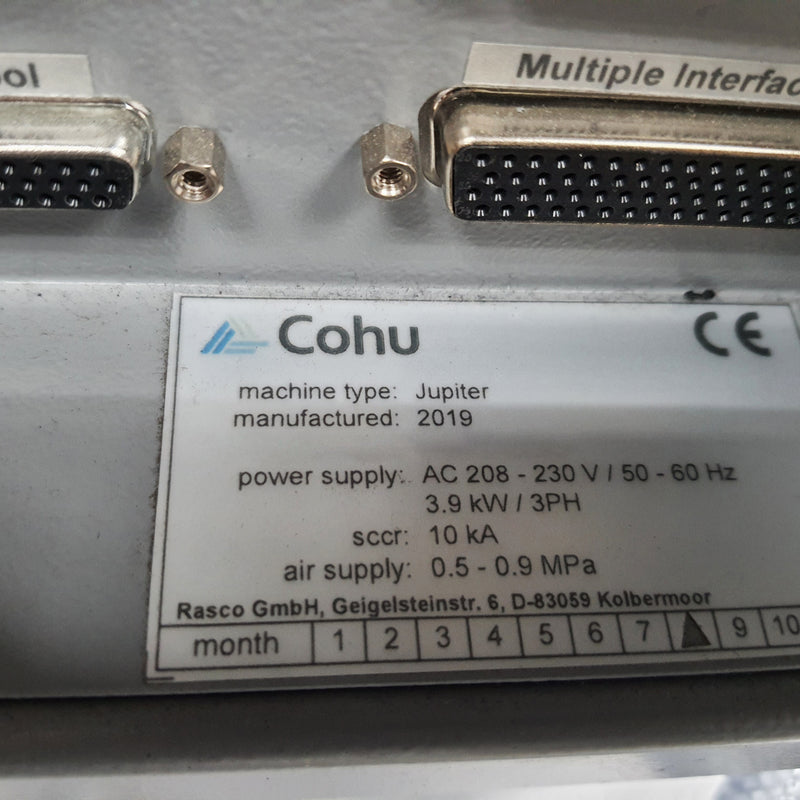 ool
Multiple Interfac
Cohu
CE
machine type: Jupiter
manufactured: 2019
power supply: AC 208 - 230 V / 50 - 60 Hz
3.9 kW / 3PH
sccr: 10 kA
air supply: 0.5 - 0.9 MPa
Rasco GmbH, Geigelsteinstr. 6, D-83059 Kolbermoor
month 1 2 3 4 5 6 7 9 10